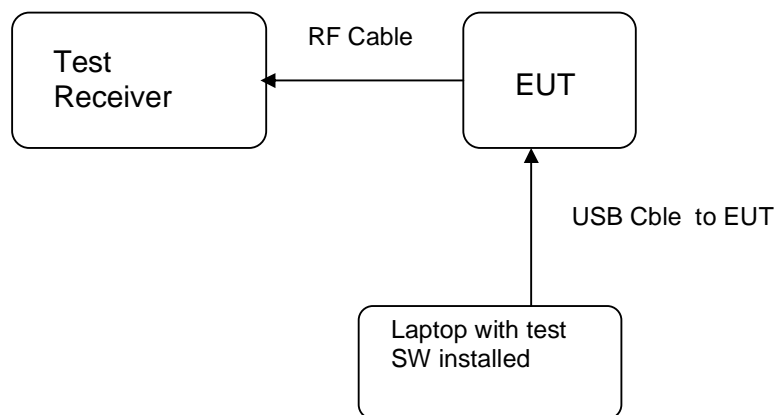 RF Cable
Test
Receiver
EUT
USB Cble to EUT
Laptop with test
SW installed